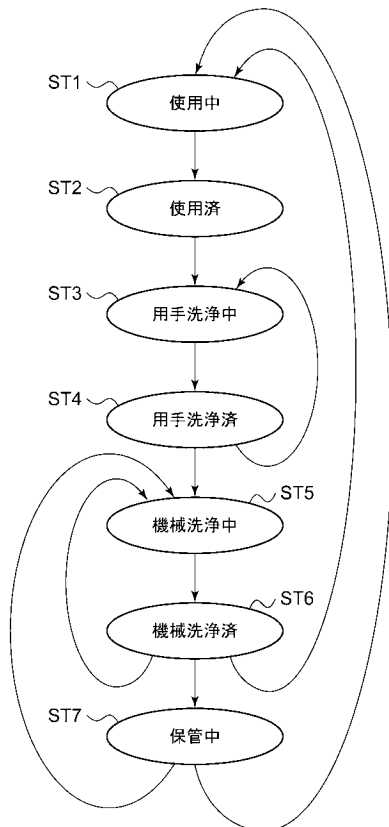 ST1
使用中
ST2
使用済
ST3
用手洗浄中
ST4
用手洗浄済
ST5
機械洗浄中
ST6
機械洗浄済
ST7
保管中